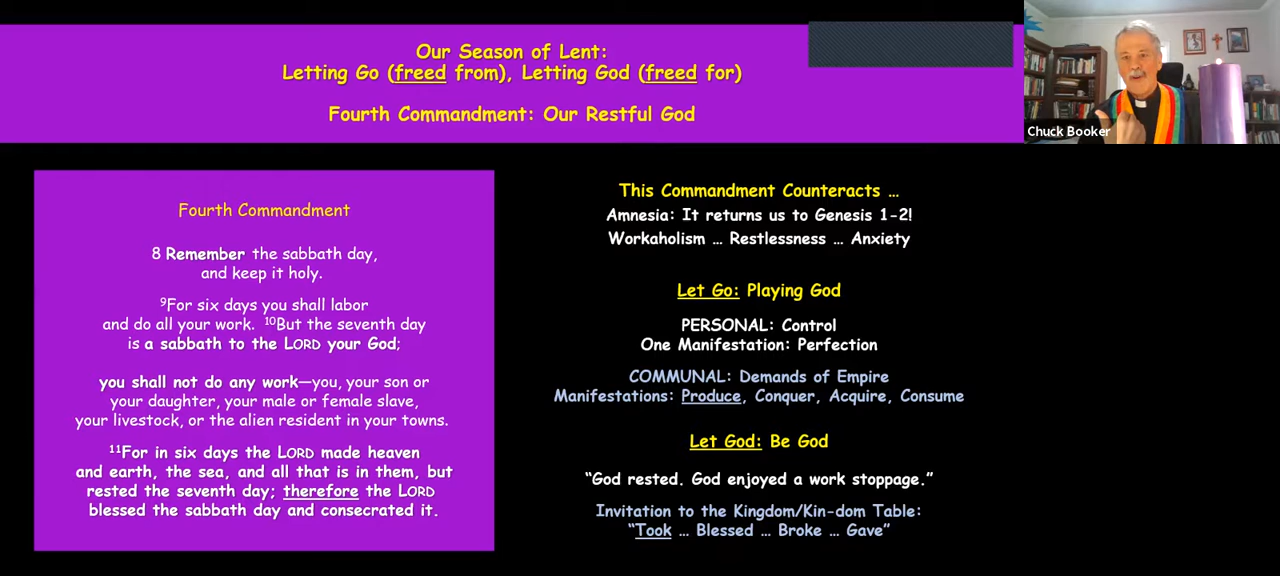 Our Season of Lent:
Letting Go (freed from), Letting God (freed for)
Fourth Commandment: Our Restful God
Chuck Booker
Fourth Commandment
8 Remember the sabbath day,
and keep it holy.
9For six days you shall labor
and do all your work. 10But the seventh day
is a sabbath to the LORD your God;
you shall not do any work—you, your son or
your daughter, your male or female slave,
your livestock, or the alien resident in your towns.
11For in six days the LORD made heaven
and earth, the sea, and all that is in them, but
rested the seventh day; therefore the LORD
blessed the sabbath day and consecrated it.
This Commandment Counteracts …
Amnesia: It returns us to Genesis 1-2!
Workaholism … Restlessness … Anxiety
Let Go: Playing God
PERSONAL: Control
One Manifestation: Perfection
COMMUNAL: Demands of Empire
Manifestations: Produce, Conquer, Acquire, Consume
Let God: Be God
“God rested. God enjoyed a work stoppage.”
Invitation to the Kingdom/Kin-dom Table:
“Took … Blessed … Broke … Gave”